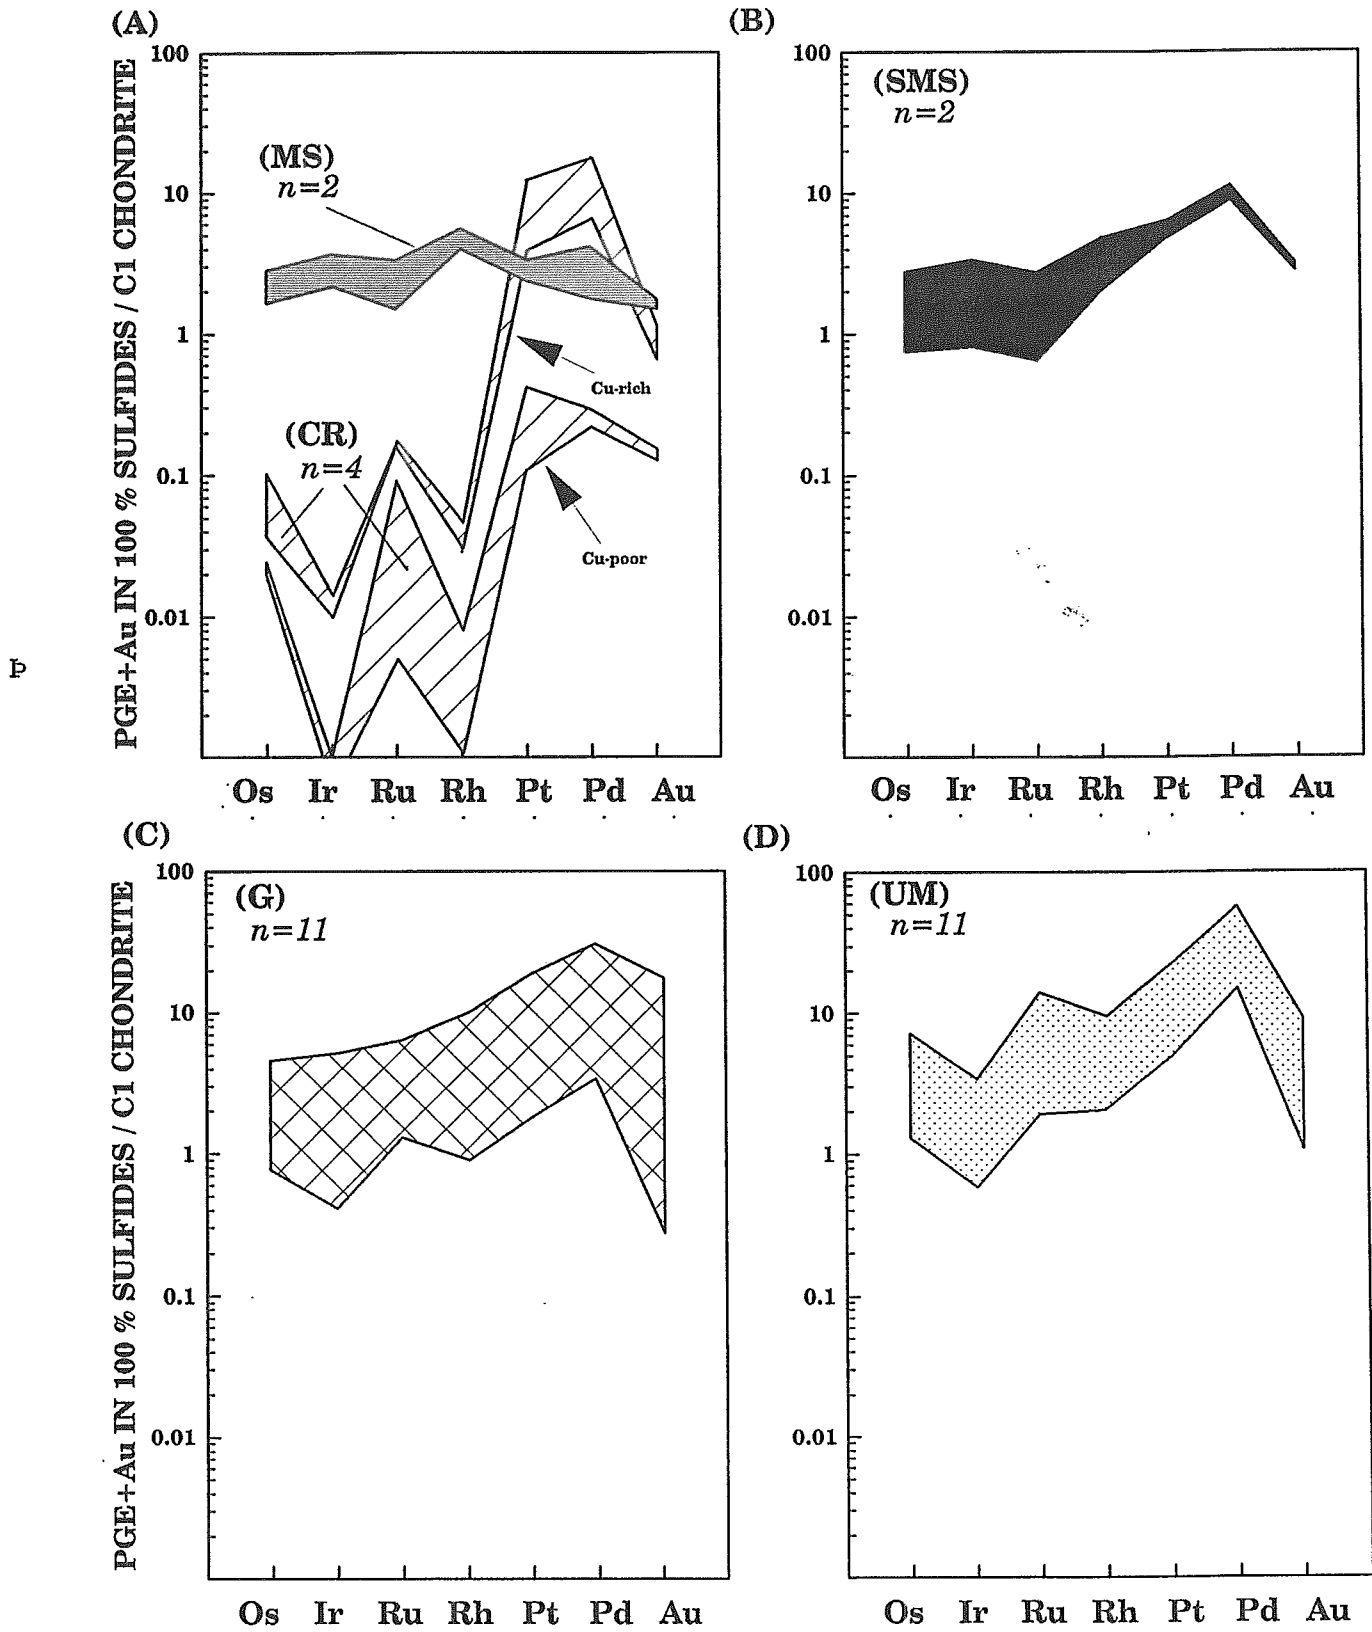 (A)
PGE+Au IN 100 % SULFIDES / C1 CHONDRITE
100
10
1
0.1
0.01
(MS)
n=2
Cu-rich
(CR)
n=4
Cu-poor
Os Ir Ru Rh Pt Pd Au
(B)
100
10
1
0.1
0.01
(SMS)
n=2
Os Ir Ru Rh Pt Pd Au
(C)
PGE+Au IN 100 % SULFIDES / C1 CHONDRITE
100
10
1
0.1
0.01
(G)
n=11
Os Ir Ru Rh Pt Pd Au
(D)
100
10
1
0.1
0.01
(UM)
n=11
Os Ir Ru Rh Pt Pd Au